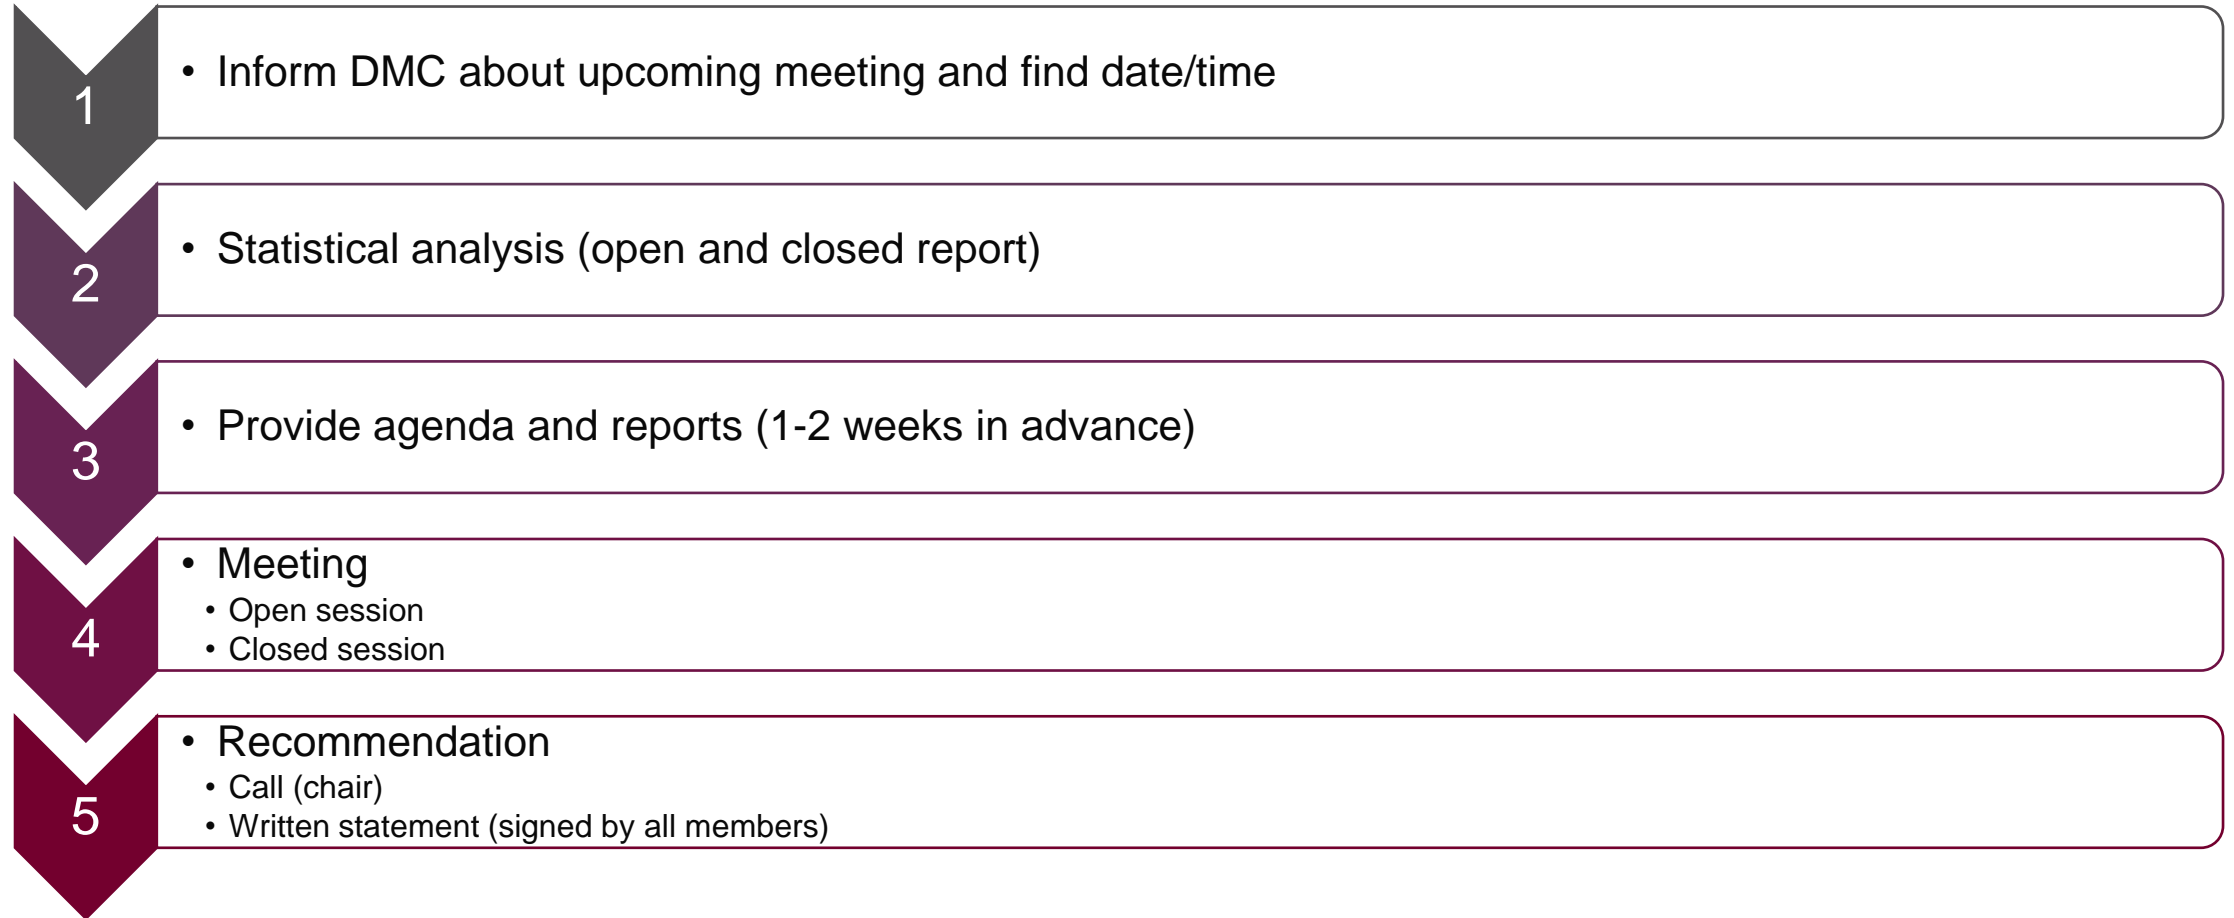 1
• Inform DMC about upcoming meeting and find date/time
2
• Statistical analysis (open and closed report)
3
• Provide agenda and reports (1-2 weeks in advance)
4
• Meeting
• Open session
• Closed session
5
• Recommendation
• Call (chair)
• Written statement (signed by all members)